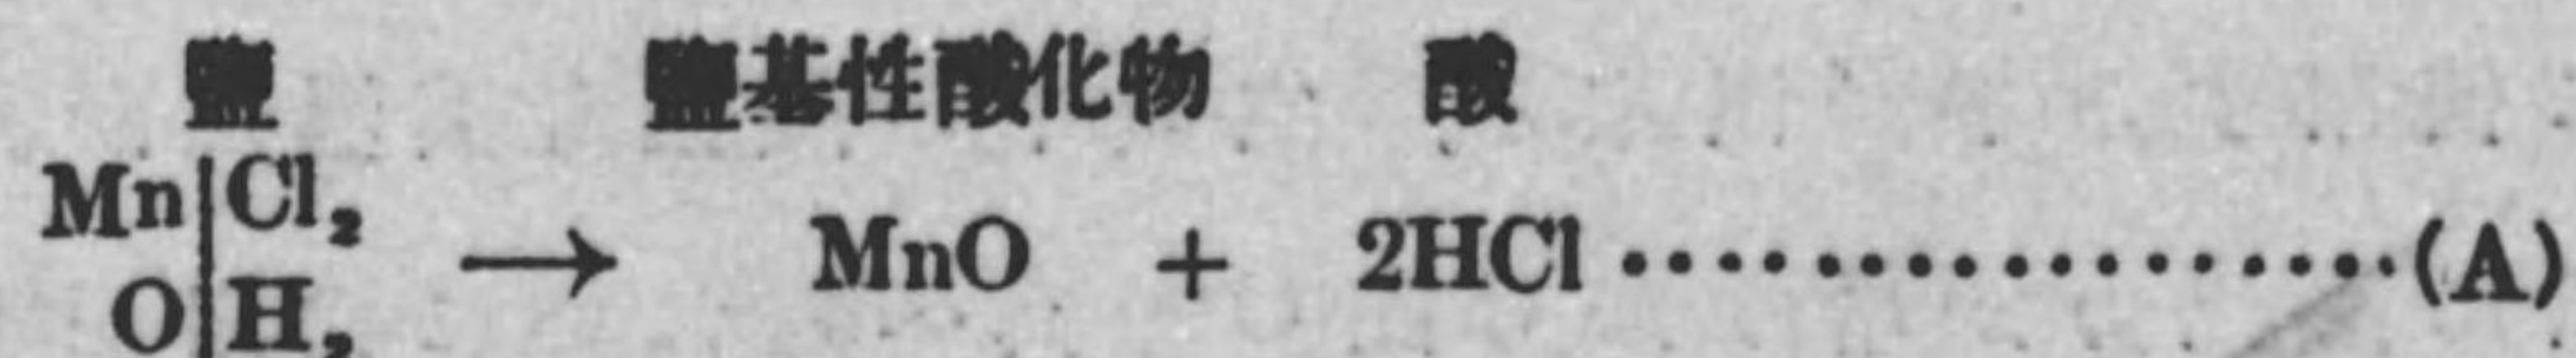 鹽 鹽基性酸化物 酸
Mn|Cl₂
→ MnO + 2HCl ……………… (A)
O|H₂